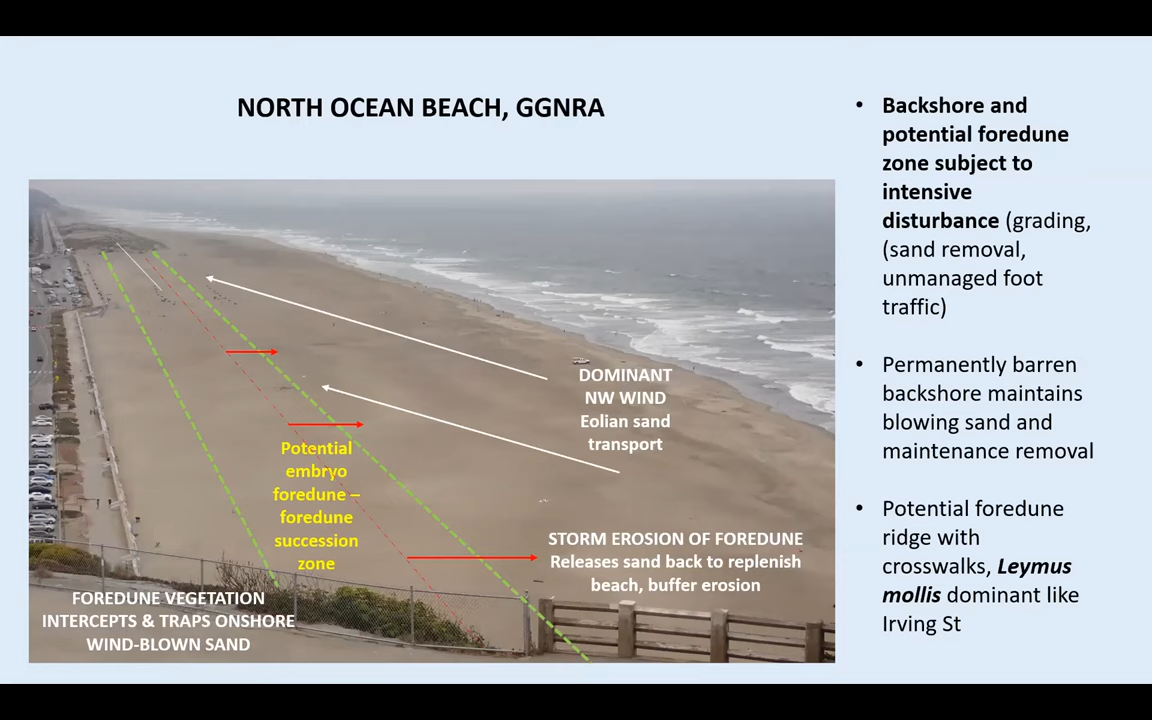 NORTH OCEAN BEACH, GGNRA
DOMINANT
NW WIND
Eolian sand
transport
Potential
embryo
foredune –
foredune
succession
zone
STORM EROSION OF FOREDUNE
Releases sand back to replenish
beach, buffer erosion
FOREDUNE VEGETATION
INTERCEPTS & TRAPS ONSHORE
WIND-BLOWN SAND
• Backshore and
potential foredune
zone subject to
intensive
disturbance (grading,
(sand removal,
unmanaged foot
traffic)
• Permanently barren
backshore maintains
blowing sand and
maintenance removal
• Potential foredune
ridge with
crosswalks, Leymus
mollis dominant like
Irving St